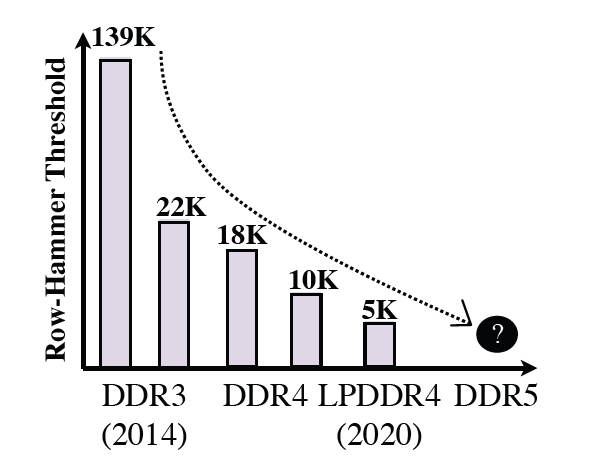 139K
22K
18K
10K
5K
?
Row-Hammer Threshold
DDR3 DDR4 LPDDR4 DDR5
(2014) (2020)